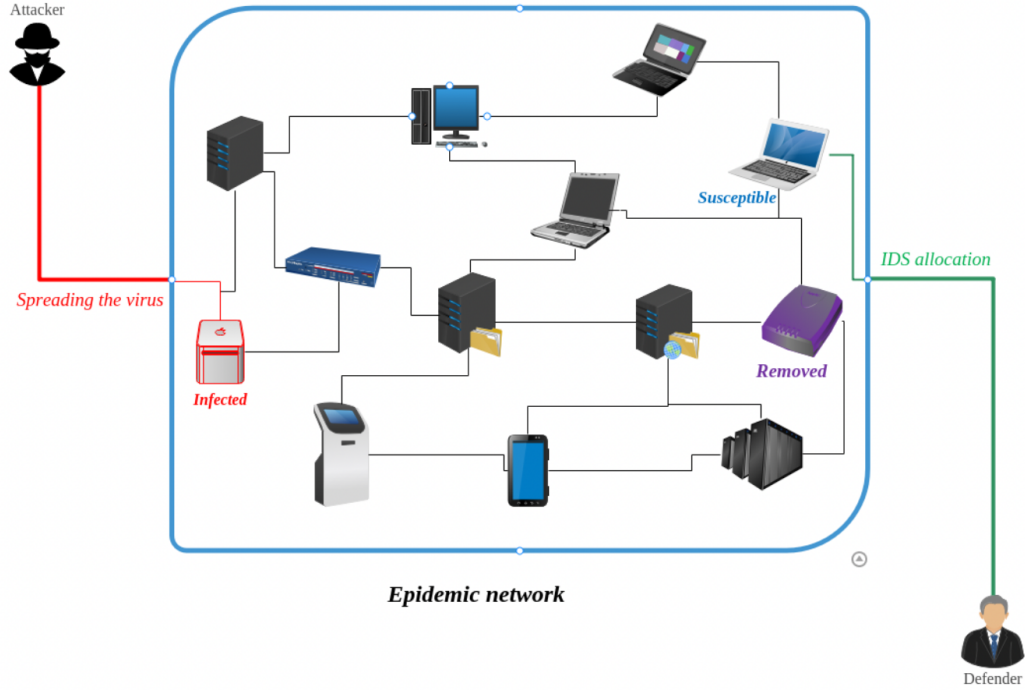 Attacker
Susceptible
IDS allocation
Spreading the virus
Removed
Infected
Epidemic network
Defender